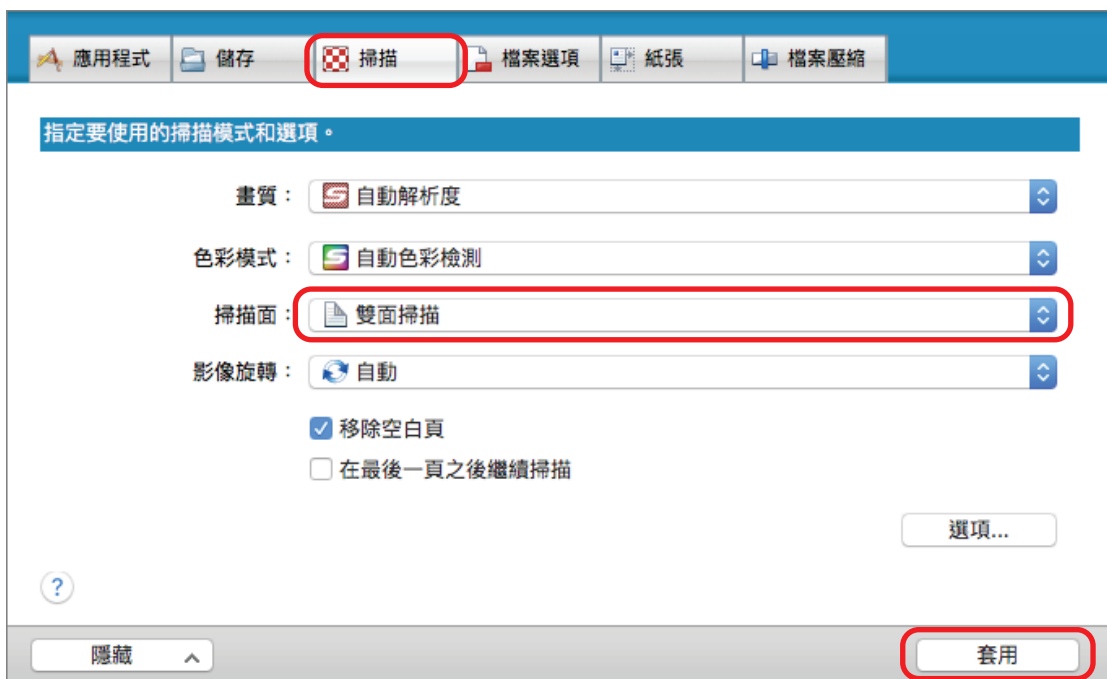 應用程式 儲存 掃描 檔案選項 紙張 檔案壓縮
指定要使用的掃描模式和選項。
畫質： 自動解析度
色彩模式： 自動色彩檢測
掃描面： 雙面掃描
影像旋轉： 自動
移除空白頁
在最後一頁之後繼續掃描
選項...
?
隱藏 套用